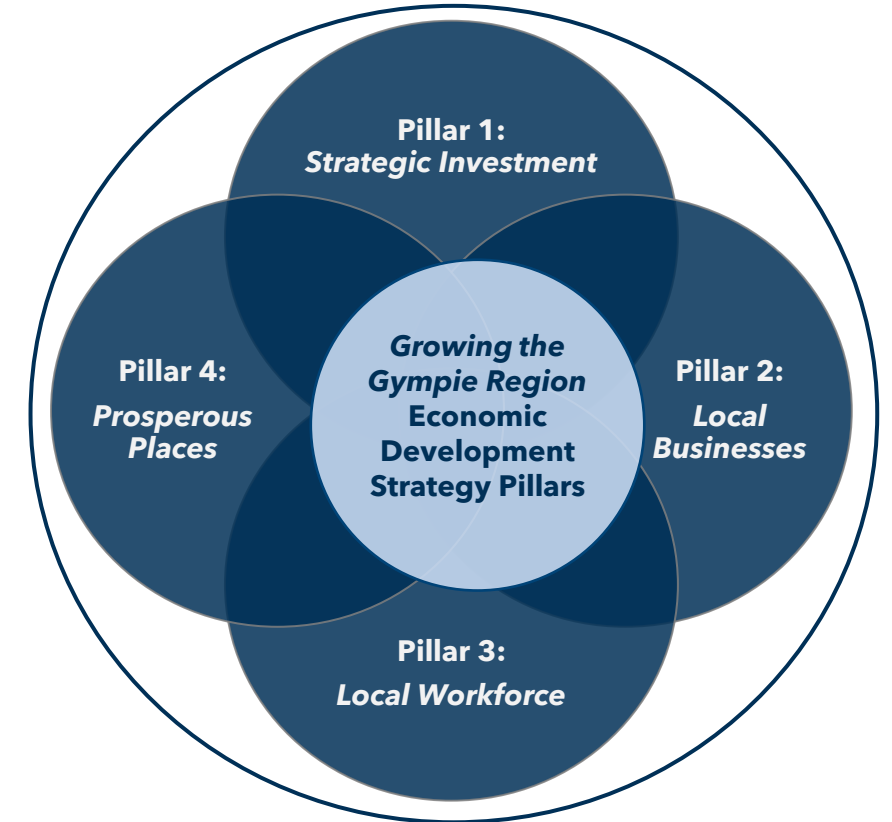 Pillar 1:
Strategic Investment
Pillar 4:
Prosperous
Places
Growing the
Gympie Region
Economic
Development
Strategy Pillars
Pillar 2:
Local
Businesses
Pillar 3:
Local Workforce